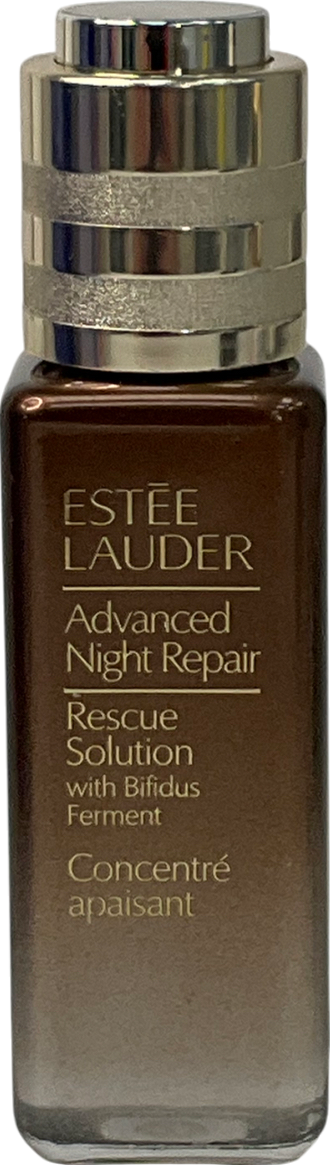 ESTĒE
LAUDER
Advanced
Night Repair
Rescue
Solution
with Bifidus
Ferment
Concentré
apaisant